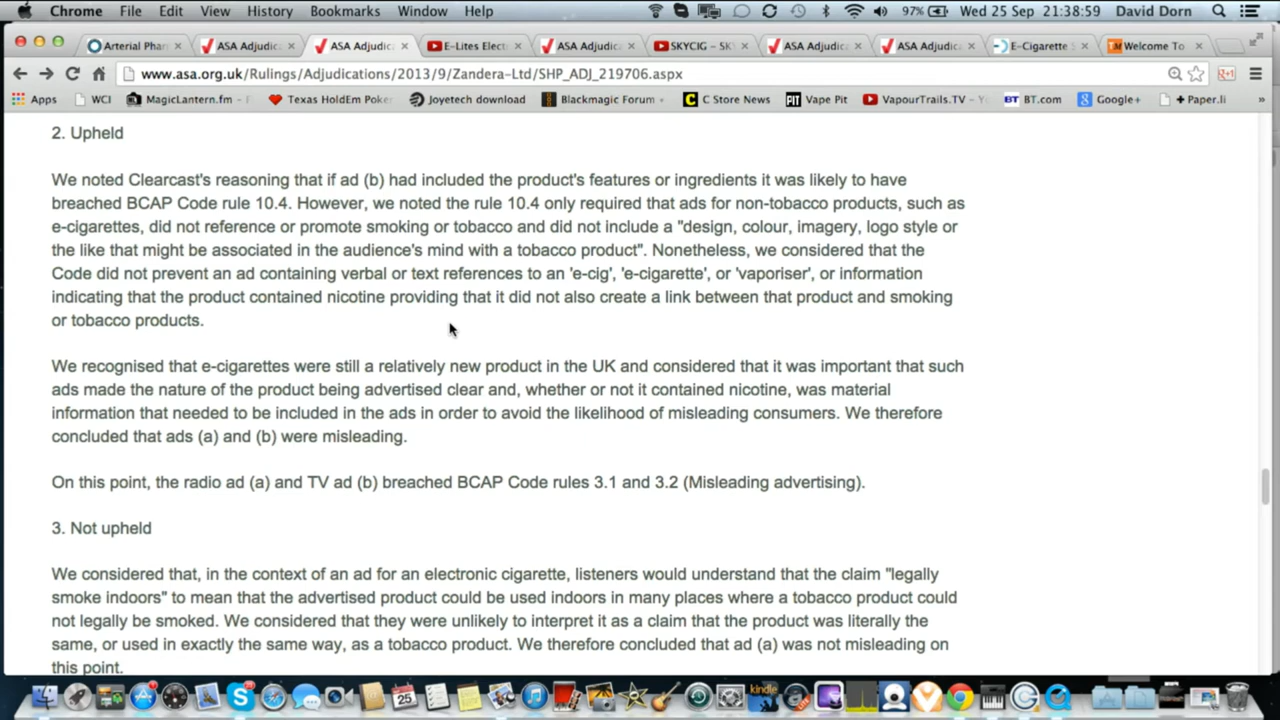 Chrome File Edit View History Bookmarks Window Help 97% Wed 25 Sep 21:38:59 David Dorn
Arterial Phar ASA Adjudica ASA Adjudica E-Lites Elect ASA Adjudica SKYCIG – SK ASA Adjudica ASA Adjudica E-Cigarette S Welcome To
www.asa.org.uk/Rulings/Adjudications/2013/9/Zandera-Ltd/SHP_ADJ_219706.aspx
Apps WCI MagicLantern.fm - E Texas HoldEm Poke Joyetech download Blackmagic Forum • C Store News Vape Pit VapourTrails.TV - Yo BT.com Google+ + Paper.li »
2. Upheld
We noted Clearcast's reasoning that if ad (b) had included the product's features or ingredients it was likely to have
breached BCAP Code rule 10.4. However, we noted the rule 10.4 only required that ads for non-tobacco products, such as
e-cigarettes, did not reference or promote smoking or tobacco and did not include a "design, colour, imagery, logo style or
the like that might be associated in the audience's mind with a tobacco product". Nonetheless, we considered that the
Code did not prevent an ad containing verbal or text references to an 'e-cig', 'e-cigarette', or 'vaporiser', or information
indicating that the product contained nicotine providing that it did not also create a link between that product and smoking
or tobacco products.
We recognised that e-cigarettes were still a relatively new product in the UK and considered that it was important that such
ads made the nature of the product being advertised clear and, whether or not it contained nicotine, was material
information that needed to be included in the ads in order to avoid the likelihood of misleading consumers. We therefore
concluded that ads (a) and (b) were misleading.
On this point, the radio ad (a) and TV ad (b) breached BCAP Code rules 3.1 and 3.2 (Misleading advertising).
3. Not upheld
We considered that, in the context of an ad for an electronic cigarette, listeners would understand that the claim "legally
smoke indoors" to mean that the advertised product could be used indoors in many places where a tobacco product could
not legally be smoked. We considered that they were unlikely to interpret it as a claim that the product was literally the
same, or used in exactly the same way, as a tobacco product. We therefore concluded that ad (a) was not misleading on
this point.
25 kindle